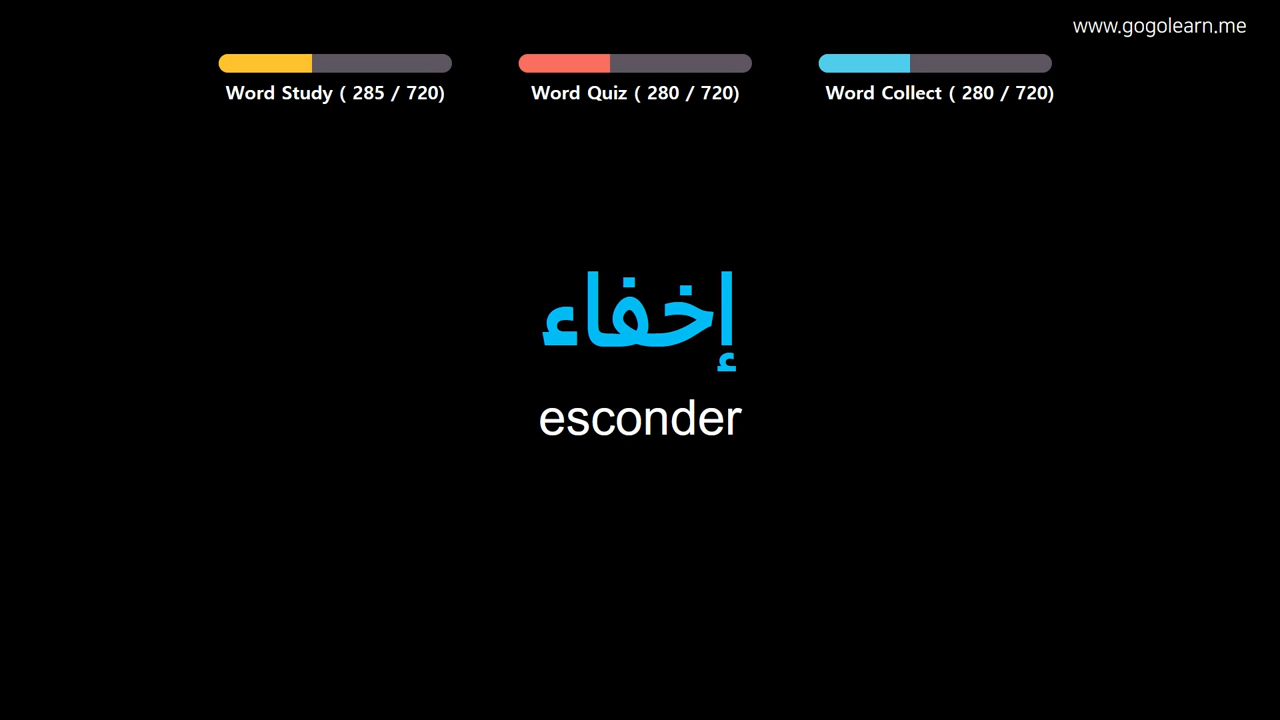 www.gogolearn.me
Word Study ( 285 / 720)
Word Quiz ( 280 / 720)
Word Collect ( 280 / 720)
إخفاء
esconder